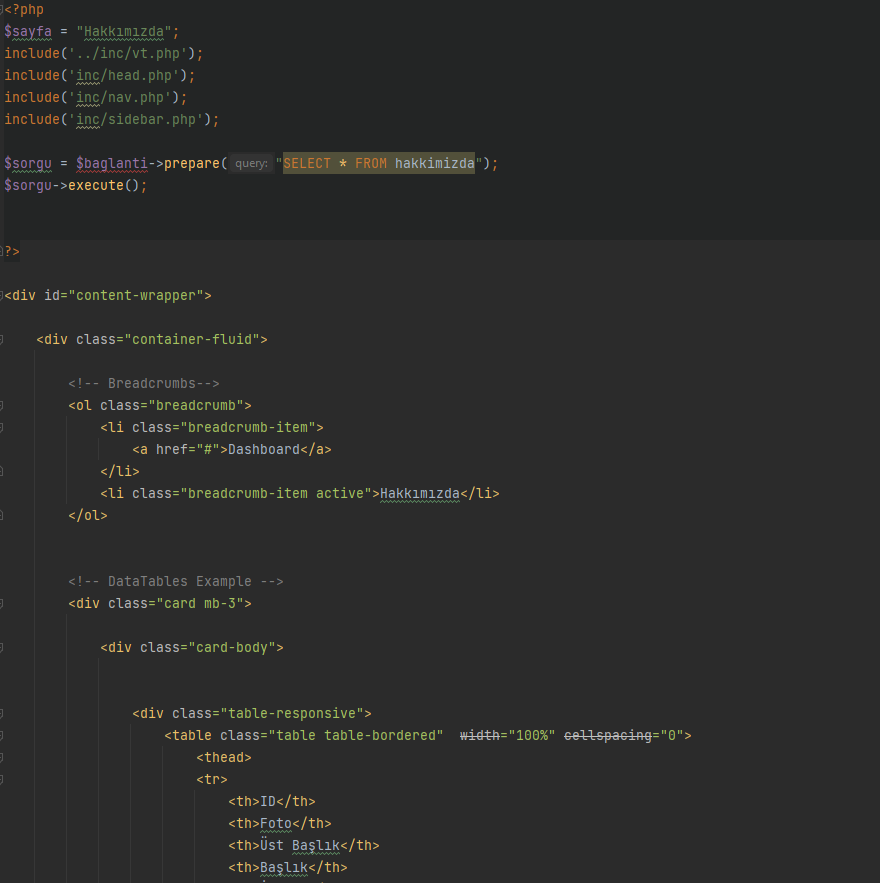 <?php
$sayfa = "Hakkımızda";
include('../inc/vt.php');
include('inc/head.php');
include('inc/nav.php');
include('inc/sidebar.php');
$sorgu = $baglanti->prepare( query: "SELECT * FROM hakkimizda");
$sorgu->execute();
?>
<div id="content-wrapper">
<div class="container-fluid">
<!-- Breadcrumbs-->
<ol class="breadcrumb">
<li class="breadcrumb-item">
<a href="#">Dashboard</a>
</li>
<li class="breadcrumb-item active">Hakkımızda</li>
</ol>
<!-- DataTables Example -->
<div class="card mb-3">
<div class="card-body">
<div class="table-responsive">
<table class="table table-bordered"  width="100%" cellspacing="0">
<thead>
<tr>
<th>ID</th>
<th>Foto</th>
<th>Üst Başlık</th>
<th>Başlık</th>